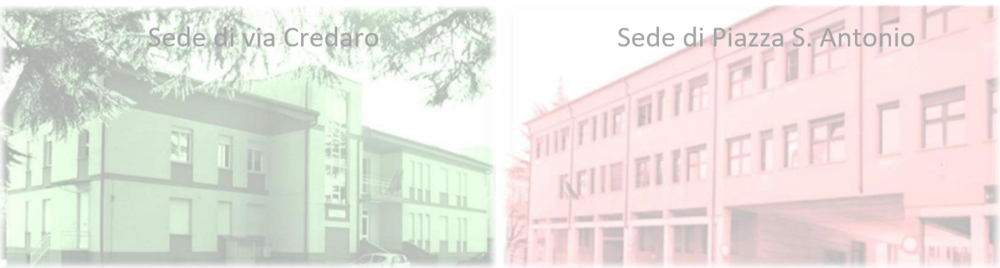 Sede di via Credaro
Sede di Piazza S. Antonio